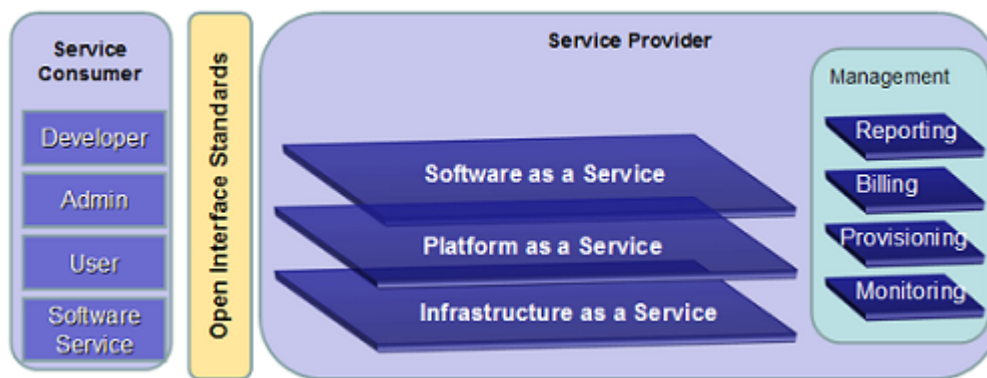 Service
Consumer
Developer
Admin
User
Software
Service
Open Interface Standards
Service Provider
Software as a Service
Platform as a Service
Infrastructure as a Service
Management
Reporting
Billing
Provisioning
Monitoring